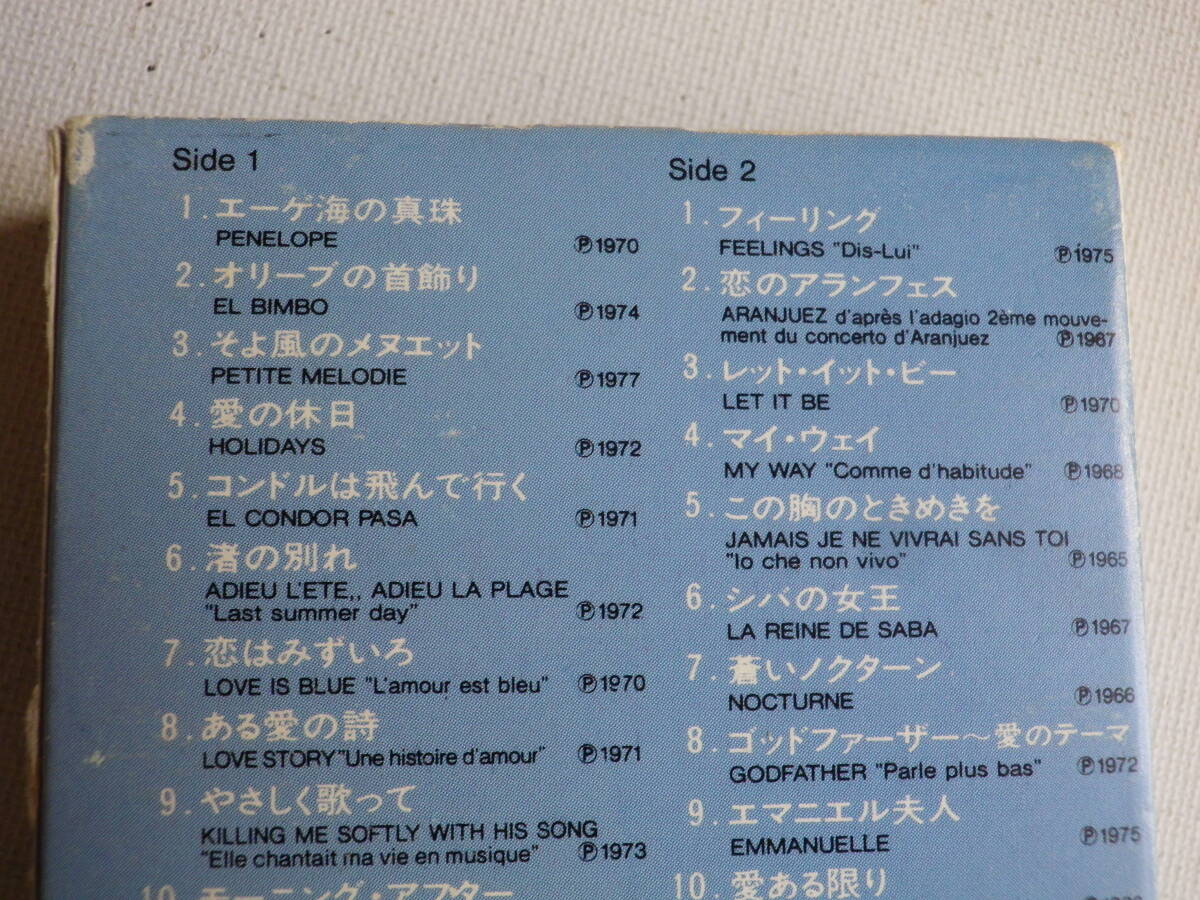 Side 1
1.エーゲ海の真珠
PENELOPE ℗1970
2.オリーブの首飾り
EL BIMBO ℗1974
3.そよ風のメヌエット
PETITE MELODIE ℗1977
4.愛の休日
HOLIDAYS ℗1972
5.コンドルは飛んで行く
EL CONDOR PASA ℗1971
6.渚の別れ
ADIEU L'ETE,, ADIEU LA PLAGE
"Last summer day" ℗1972
7.恋はみずいろ
LOVE IS BLUE "L'amour est bleu" ℗1970
8.ある愛の詩
LOVE STORY "Une histoire d'amour" ℗1971
9.やさしく歌って
KILLING ME SOFTLY WITH HIS SONG
"Elle chantait ma vie en musique" ℗1973
10.モーニング・アフター
Side 2
1.フィーリング
FEELINGS "Dis-Lui" ℗1975
2.恋のアランフェス
ARANJUEZ d'après l'adagio 2ème mouve-
ment du concerto d'Aranjuez ℗1967
3.レット・イット・ビー
LET IT BE ℗1970
4.マイ・ウェイ
MY WAY "Comme d'habitude" ℗1968
5.この胸のときめきを
JAMAIS JE NE VIVRAI SANS TOI
"Io che non vivo" ℗1965
6.シバの女王
LA REINE DE SABA ℗1967
7.蒼いノクターン
NOCTURNE ℗1966
8.ゴッドファーザー〜愛のテーマ
GODFATHER "Parle plus bas" ℗1972
9.エマニエル夫人
EMMANUELLE ℗1975
10.愛ある限り